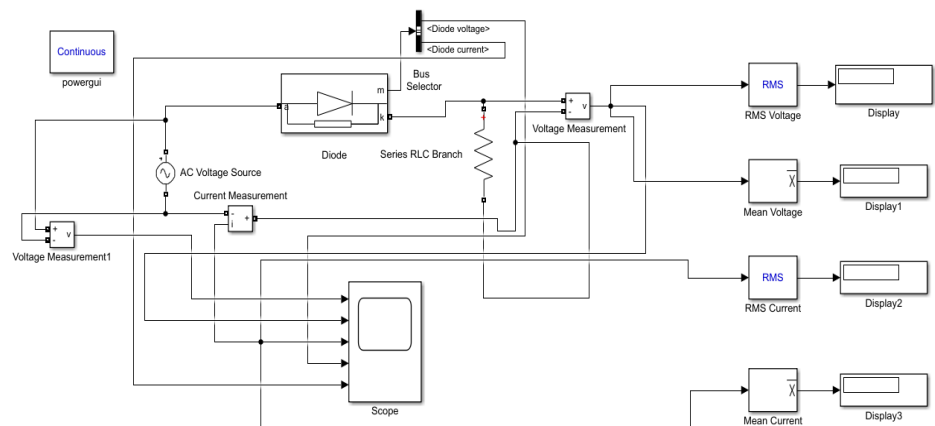 <Diode voltage>
<Diode current>
Continuous
powergui
Bus
Selector
m
a
k
Diode
Series RLC Branch
+
+
-
v
Voltage Measurement
RMS
RMS Voltage
Display
AC Voltage Source
Current Measurement
-
i
+
+
-
v
Voltage Measurement1
x
Mean Voltage
Display1
RMS
RMS Current
Display2
Scope
x
Mean Current
Display3